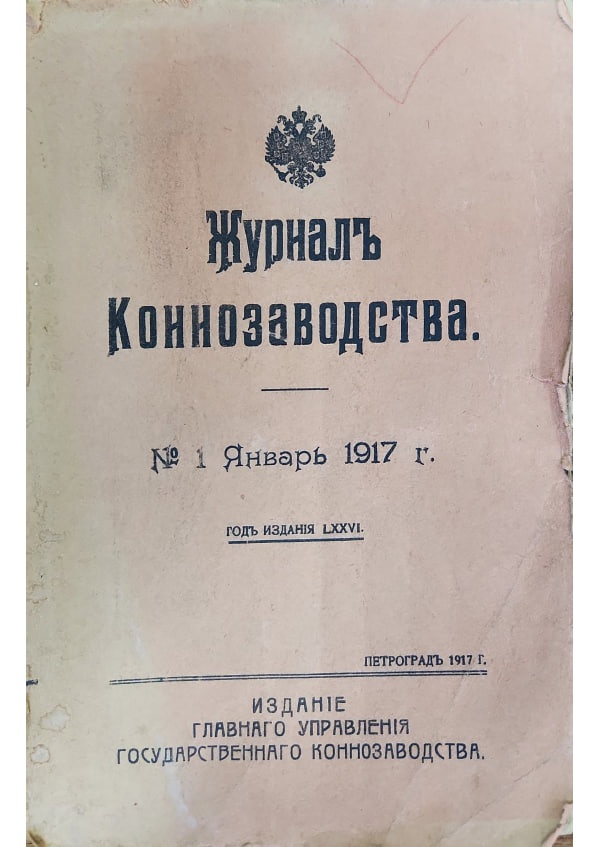 Журналъ
Коннозаводства.
№ 1 Январь 1917 г.
ГОДЪ ИЗДАНІЯ LXXVI.
ПЕТРОГРАДЪ 1917 Г.
ИЗДАНІЕ
ГЛАВНАГО УПРАВЛЕНІЯ
ГОСУДАРСТВЕННАГО КОННОЗАВОДСТВА.